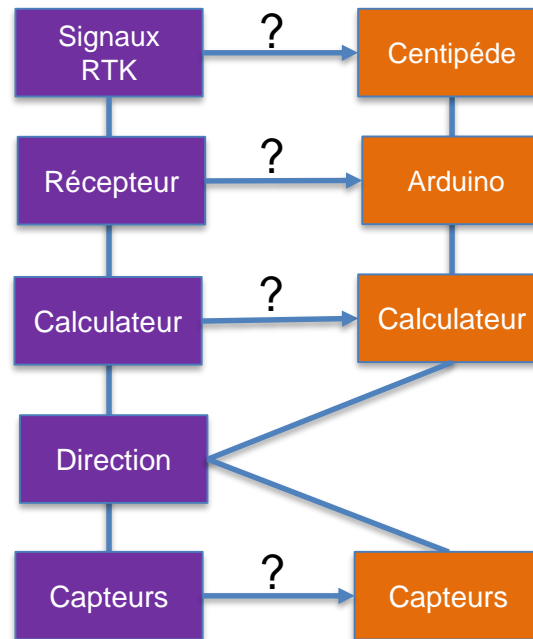 Signaux
RTK
?
Centipéde
Récepteur
?
Arduino
Calculateur
?
Calculateur
Direction
Capteurs
?
Capteurs